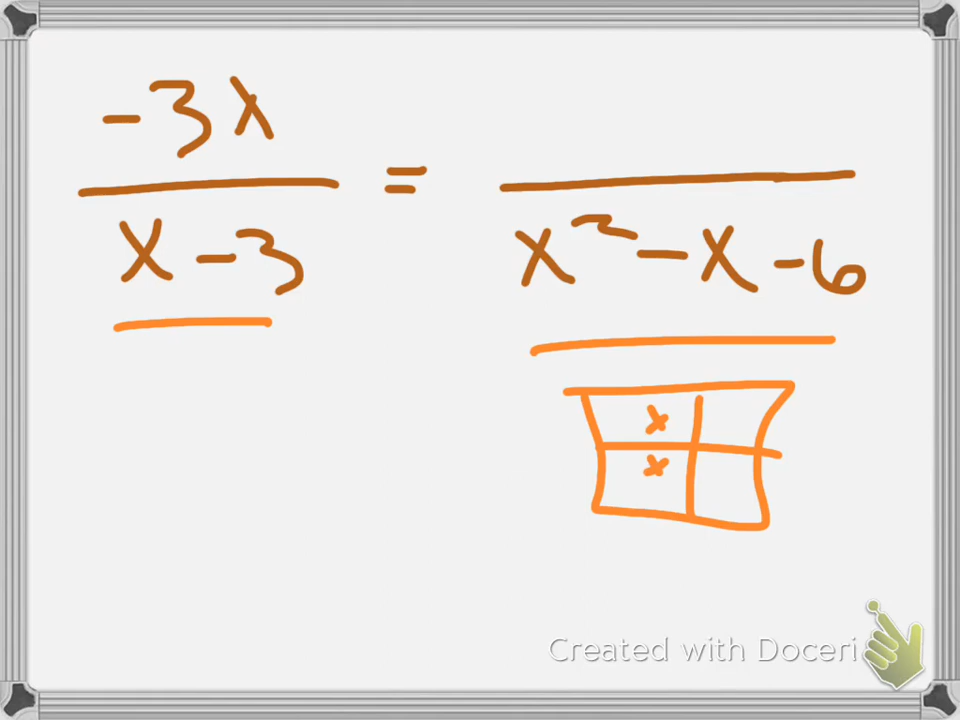 -3x
= 
x-3
x²-x-6
x
x
Created with Doceri